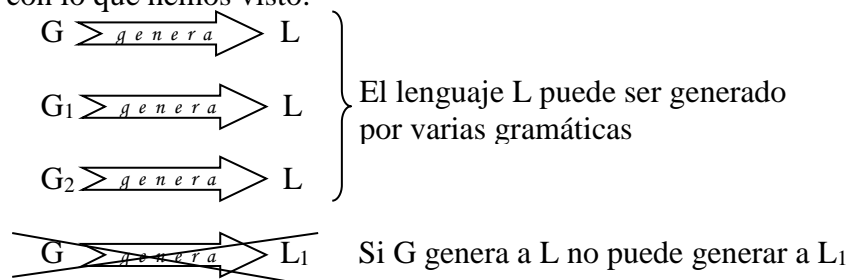 con lo que hemos visto:
G genera L
G₁ genera L
El lenguaje L puede ser generado
por varias gramáticas
G₂ genera L
G genera L₁ Si G genera a L no puede generar a L₁